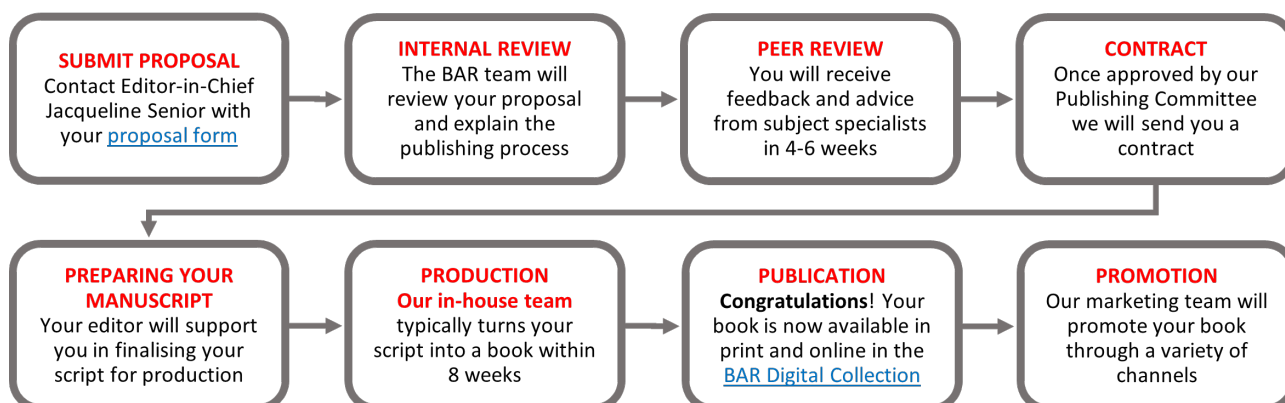 SUBMIT PROPOSAL
Contact Editor-in-Chief
Jacqueline Senior with
your proposal form
INTERNAL REVIEW
The BAR team will
review your proposal
and explain the
publishing process
PEER REVIEW
You will receive
feedback and advice
from subject specialists
in 4-6 weeks
CONTRACT
Once approved by our
Publishing Committee
we will send you a
contract
PREPARING YOUR
MANUSCRIPT
Your editor will support
you in finalising your
script for production
PRODUCTION
Our in-house team
typically turns your
script into a book within
8 weeks
PUBLICATION
Congratulations! Your
book is now available in
print and online in the
BAR Digital Collection
PROMOTION
Our marketing team will
promote your book
through a variety of
channels